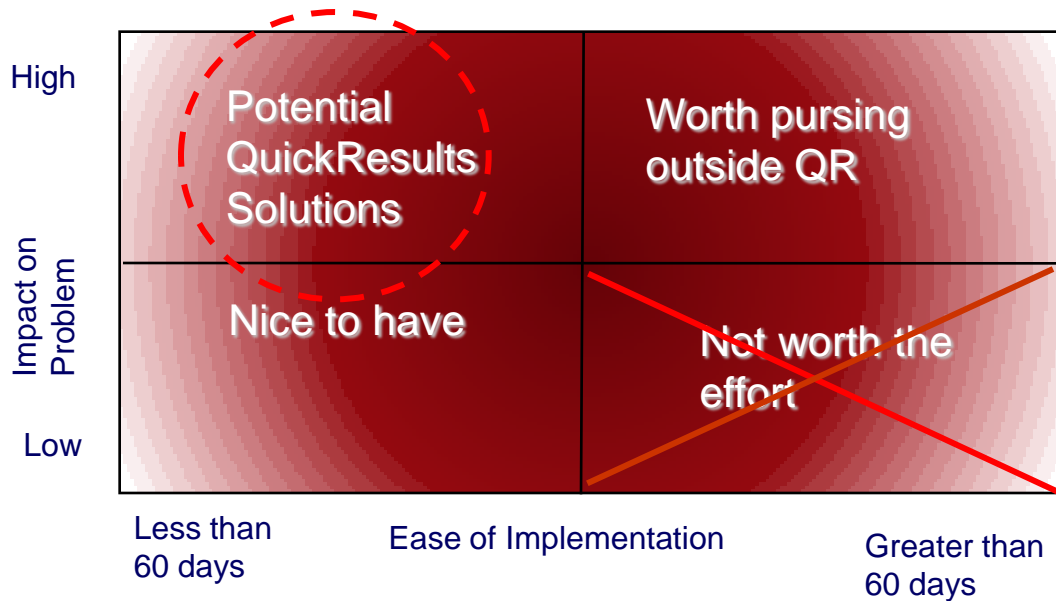 High
Potential
QuickResults
Solutions
Worth pursing
outside QR
Impact on
Problem
Nice to have
Not worth the
effort
Low
Less than
60 days
Ease of Implementation
Greater than
60 days